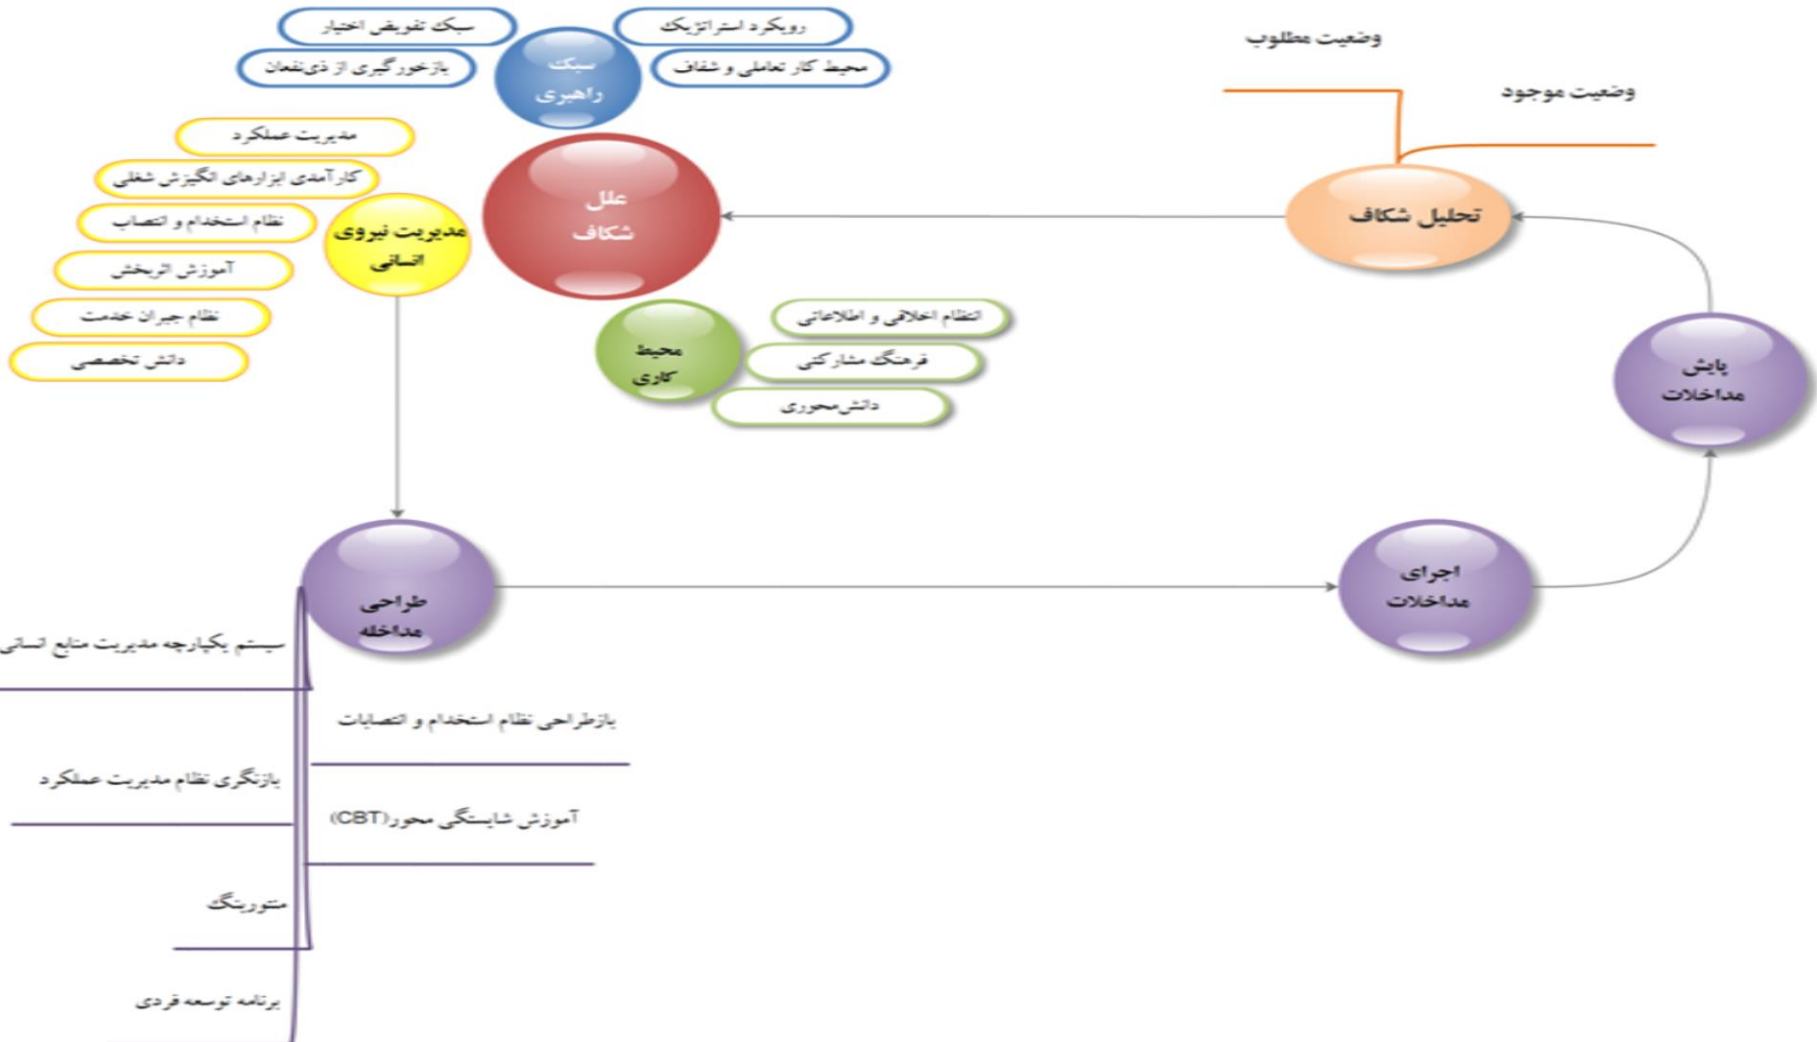 وضعیت مطلوب
وضعیت موجود
تحلیل شکاف
رویکرد استراتژیک
سبک تفویض اختیار
محیط کار تعاملی و شفاف
بازخورگیری از ذی‌نفعان
سبک
راهبری
علل
شکاف
مدیریت عملکرد
کارآمدی ابزارهای انگیزش شغلی
نظام استخدام و انتصاب
آموزش اثربخش
نظام جبران خدمت
دانش تخصصی
مدیریت نیروی
انسانی
انتظام اخلاقی و اطلاعاتی
فرهنگ مشارکتی
دانش‌محوری
محیط
کاری
پایش
مداخلات
اجرای
مداخلات
طراحی
مداخله
سیستم یکپارچه مدیریت منابع انسانی
بازطراحی نظام استخدام و انتصابات
بازنگری نظام مدیریت عملکرد
آموزش شایستگی محور(CBT)
منتورینگ
برنامه توسعه فردی